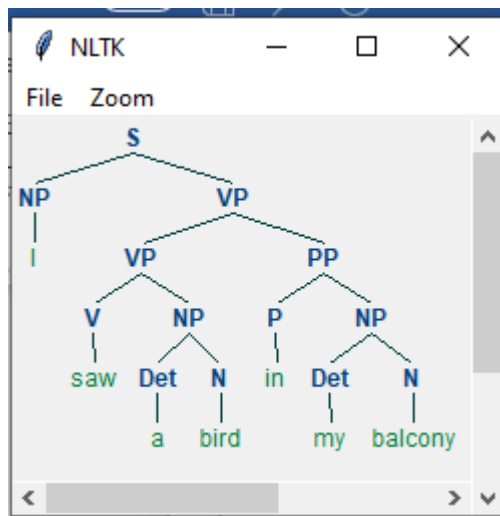 NLTK
File Zoom
S
NP VP
I VP PP
V NP P NP
saw Det N in Det N
a bird my balcony